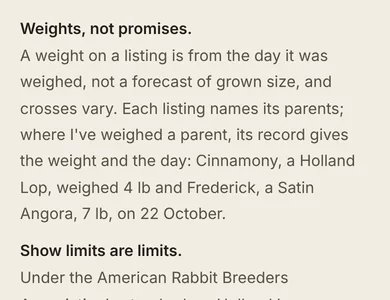 Weights, not promises.
A weight on a listing is from the day it was
weighed, not a forecast of grown size, and
crosses vary. Each listing names its parents;
where I've weighed a parent, its record gives
the weight and the day: Cinnamony, a Holland
Lop, weighed 4 lb and Frederick, a Satin
Angora, 7 lb, on 22 October.
Show limits are limits.
Under the American Rabbit Breeders